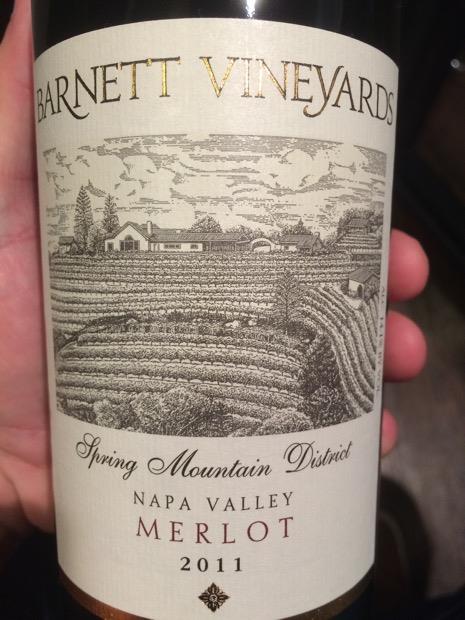 BARNETT VINEYARDS
Spring Mountain District
NAPA VALLEY
MERLOT
2011